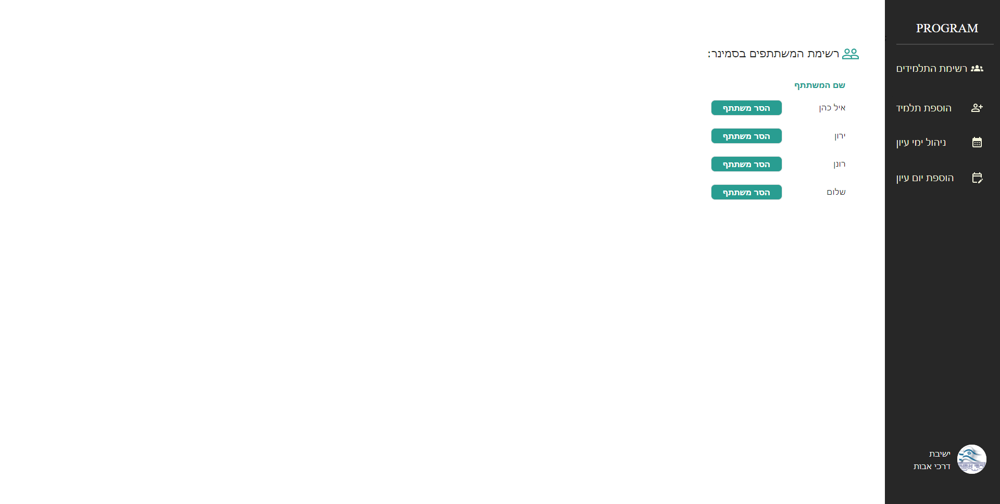 PROGRAM
רשימת התלמידים
הוספת תלמיד
ניהול ימי עיון
הוספת יום עיון
ישיבת
דרכי אבות
רשימת המשתתפים בסמינר:
שם המשתתף
איל כהן הסר משתתף
ירון הסר משתתף
רונן הסר משתתף
שלום הסר משתתף